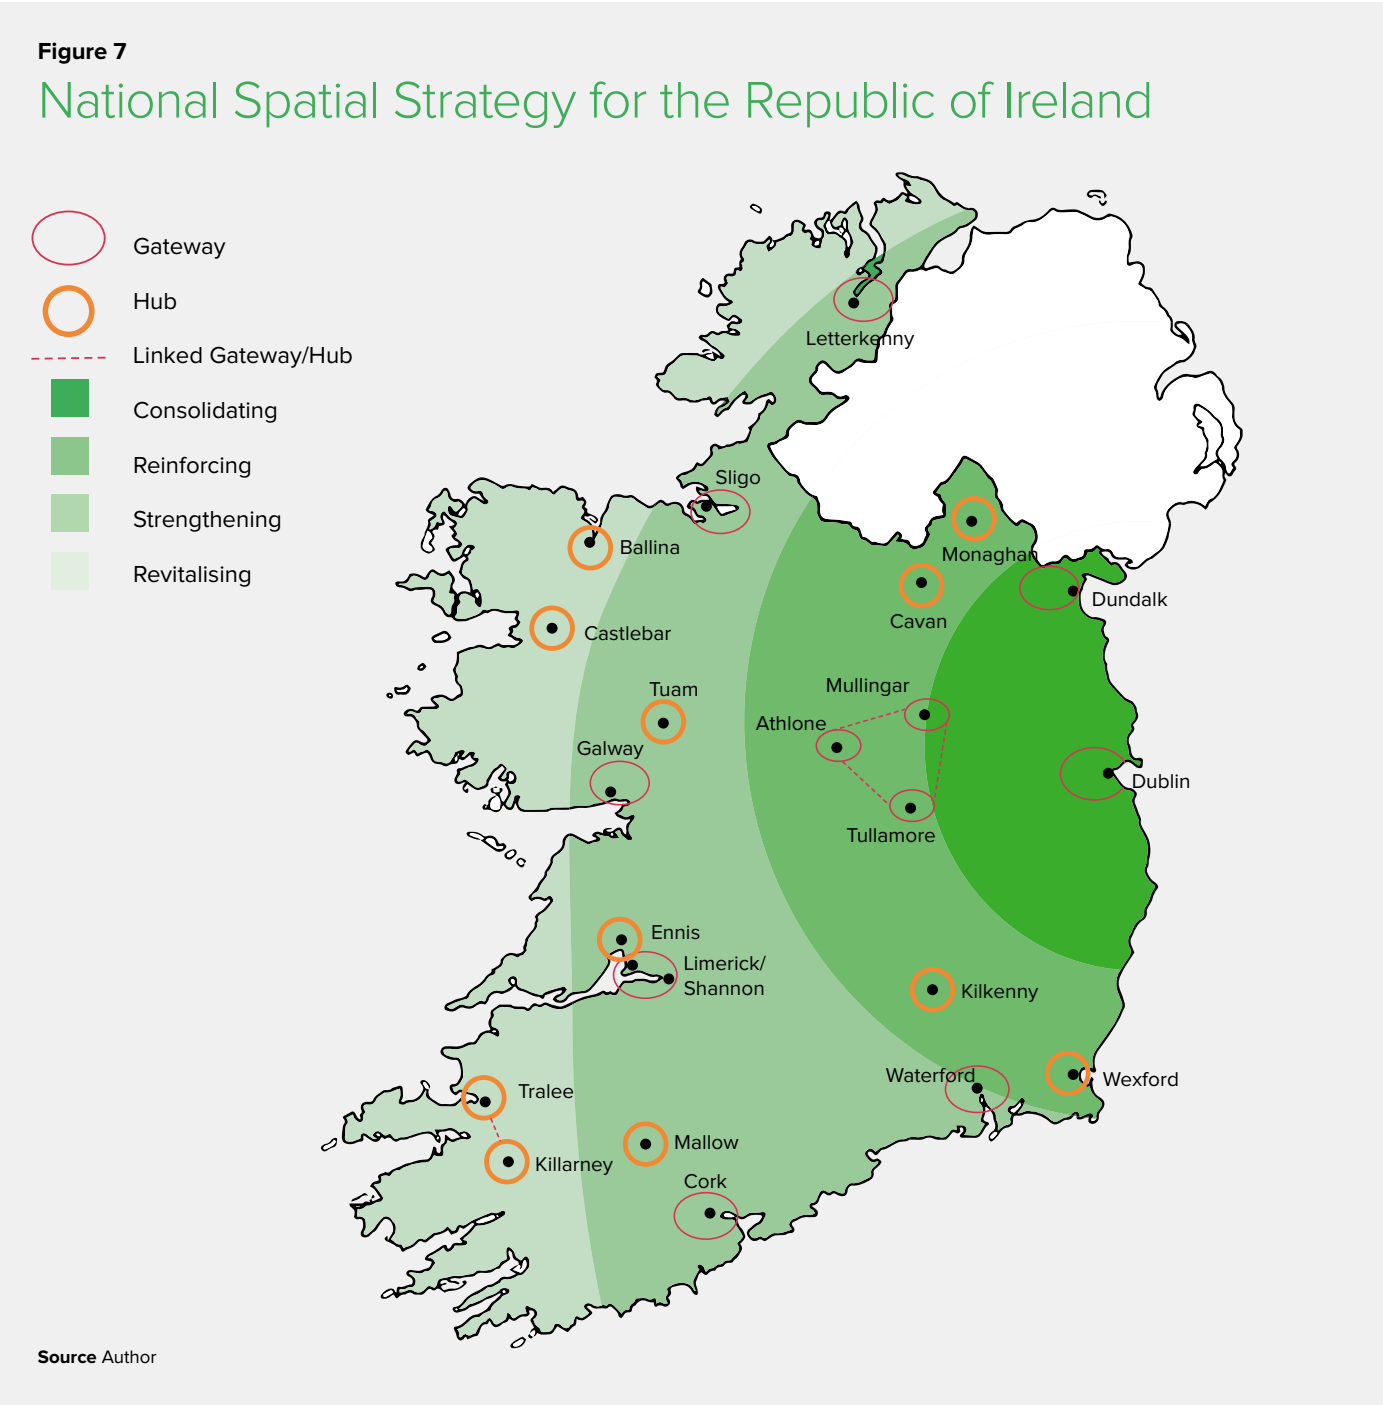 Figure 7
National Spatial Strategy for the Republic of Ireland
Gateway
Hub
Linked Gateway/Hub
Consolidating
Reinforcing
Strengthening
Revitalising
Letterkenny
Sligo
Ballina
Monaghan
Dundalk
Cavan
Castlebar
Mullingar
Tuam
Athlone
Galway
Dublin
Tullamore
Ennis
Limerick/
Shannon
Kilkenny
Waterford
Wexford
Tralee
Mallow
Killarney
Cork
Source Author